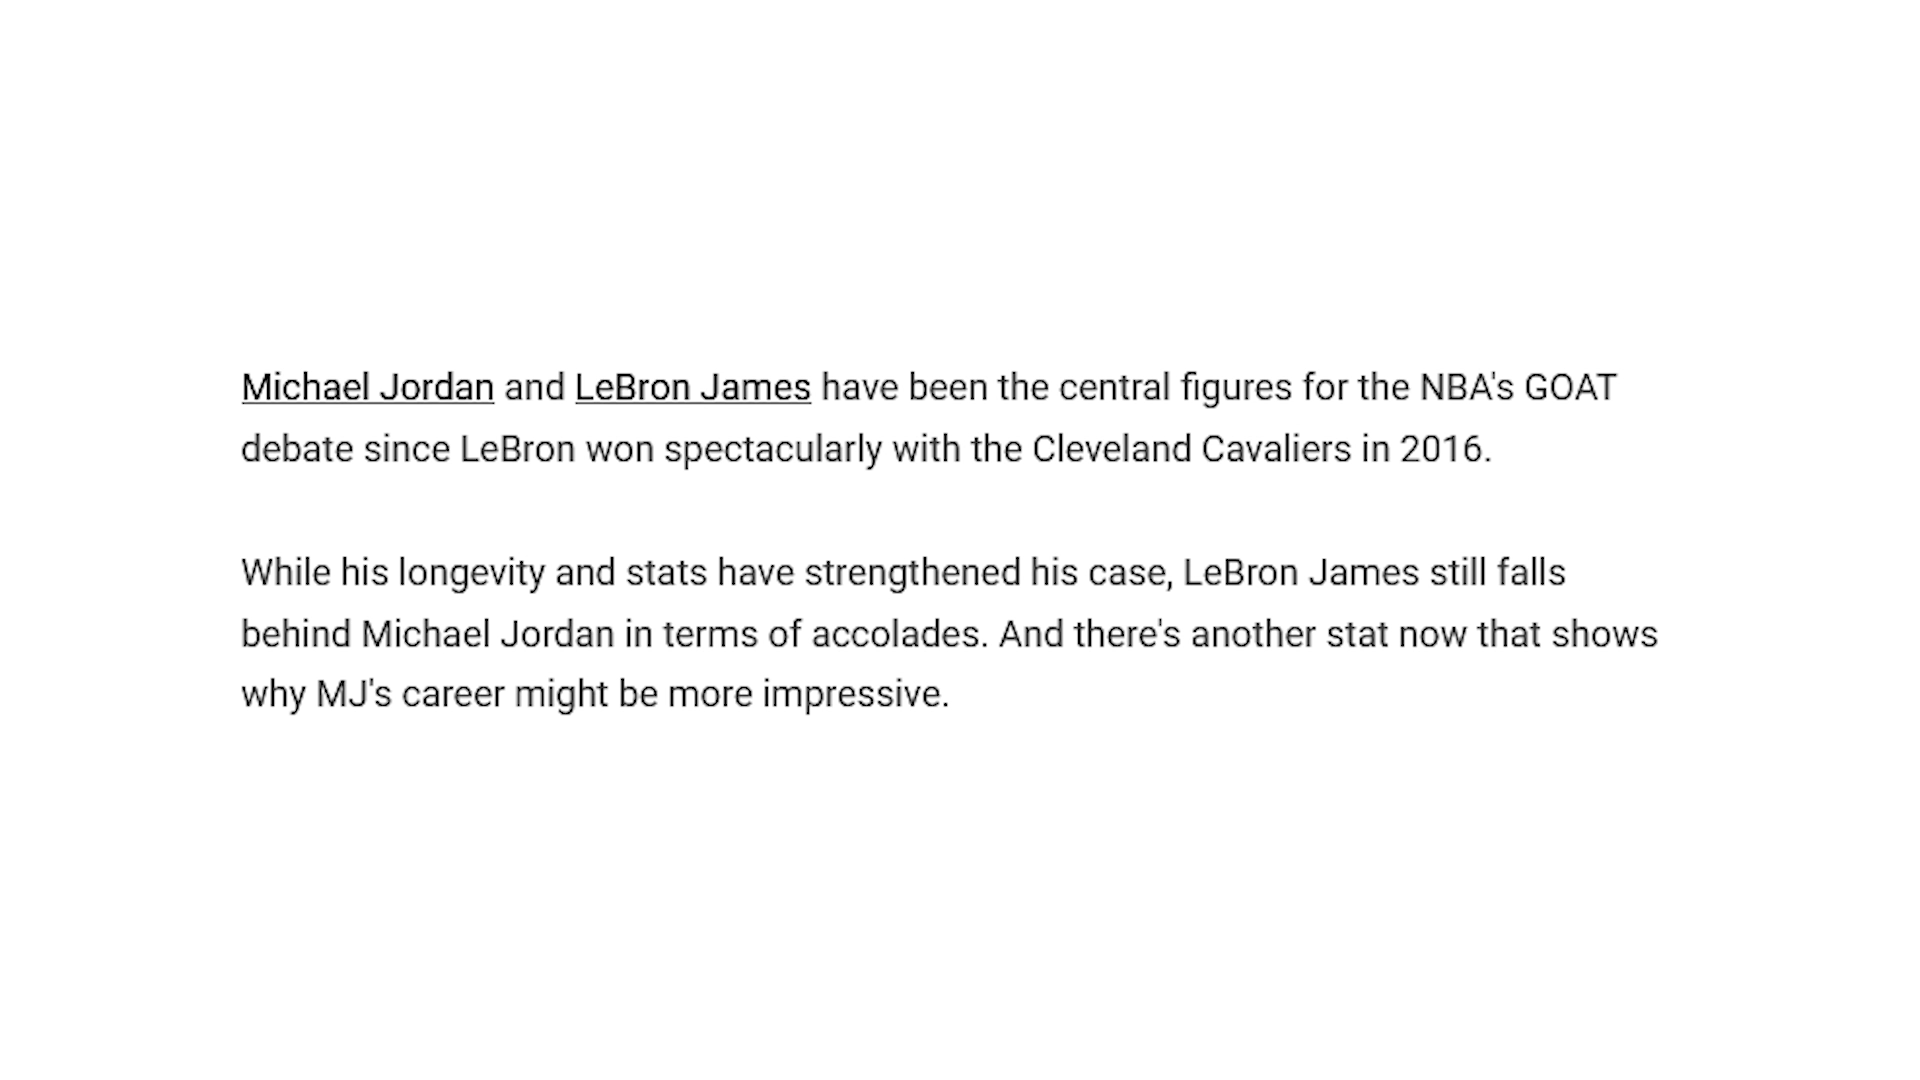 Michael Jordan and LeBron James have been the central figures for the NBA's GOAT
debate since LeBron won spectacularly with the Cleveland Cavaliers in 2016.
While his longevity and stats have strengthened his case, LeBron James still falls
behind Michael Jordan in terms of accolades. And there's another stat now that shows
why MJ's career might be more impressive.